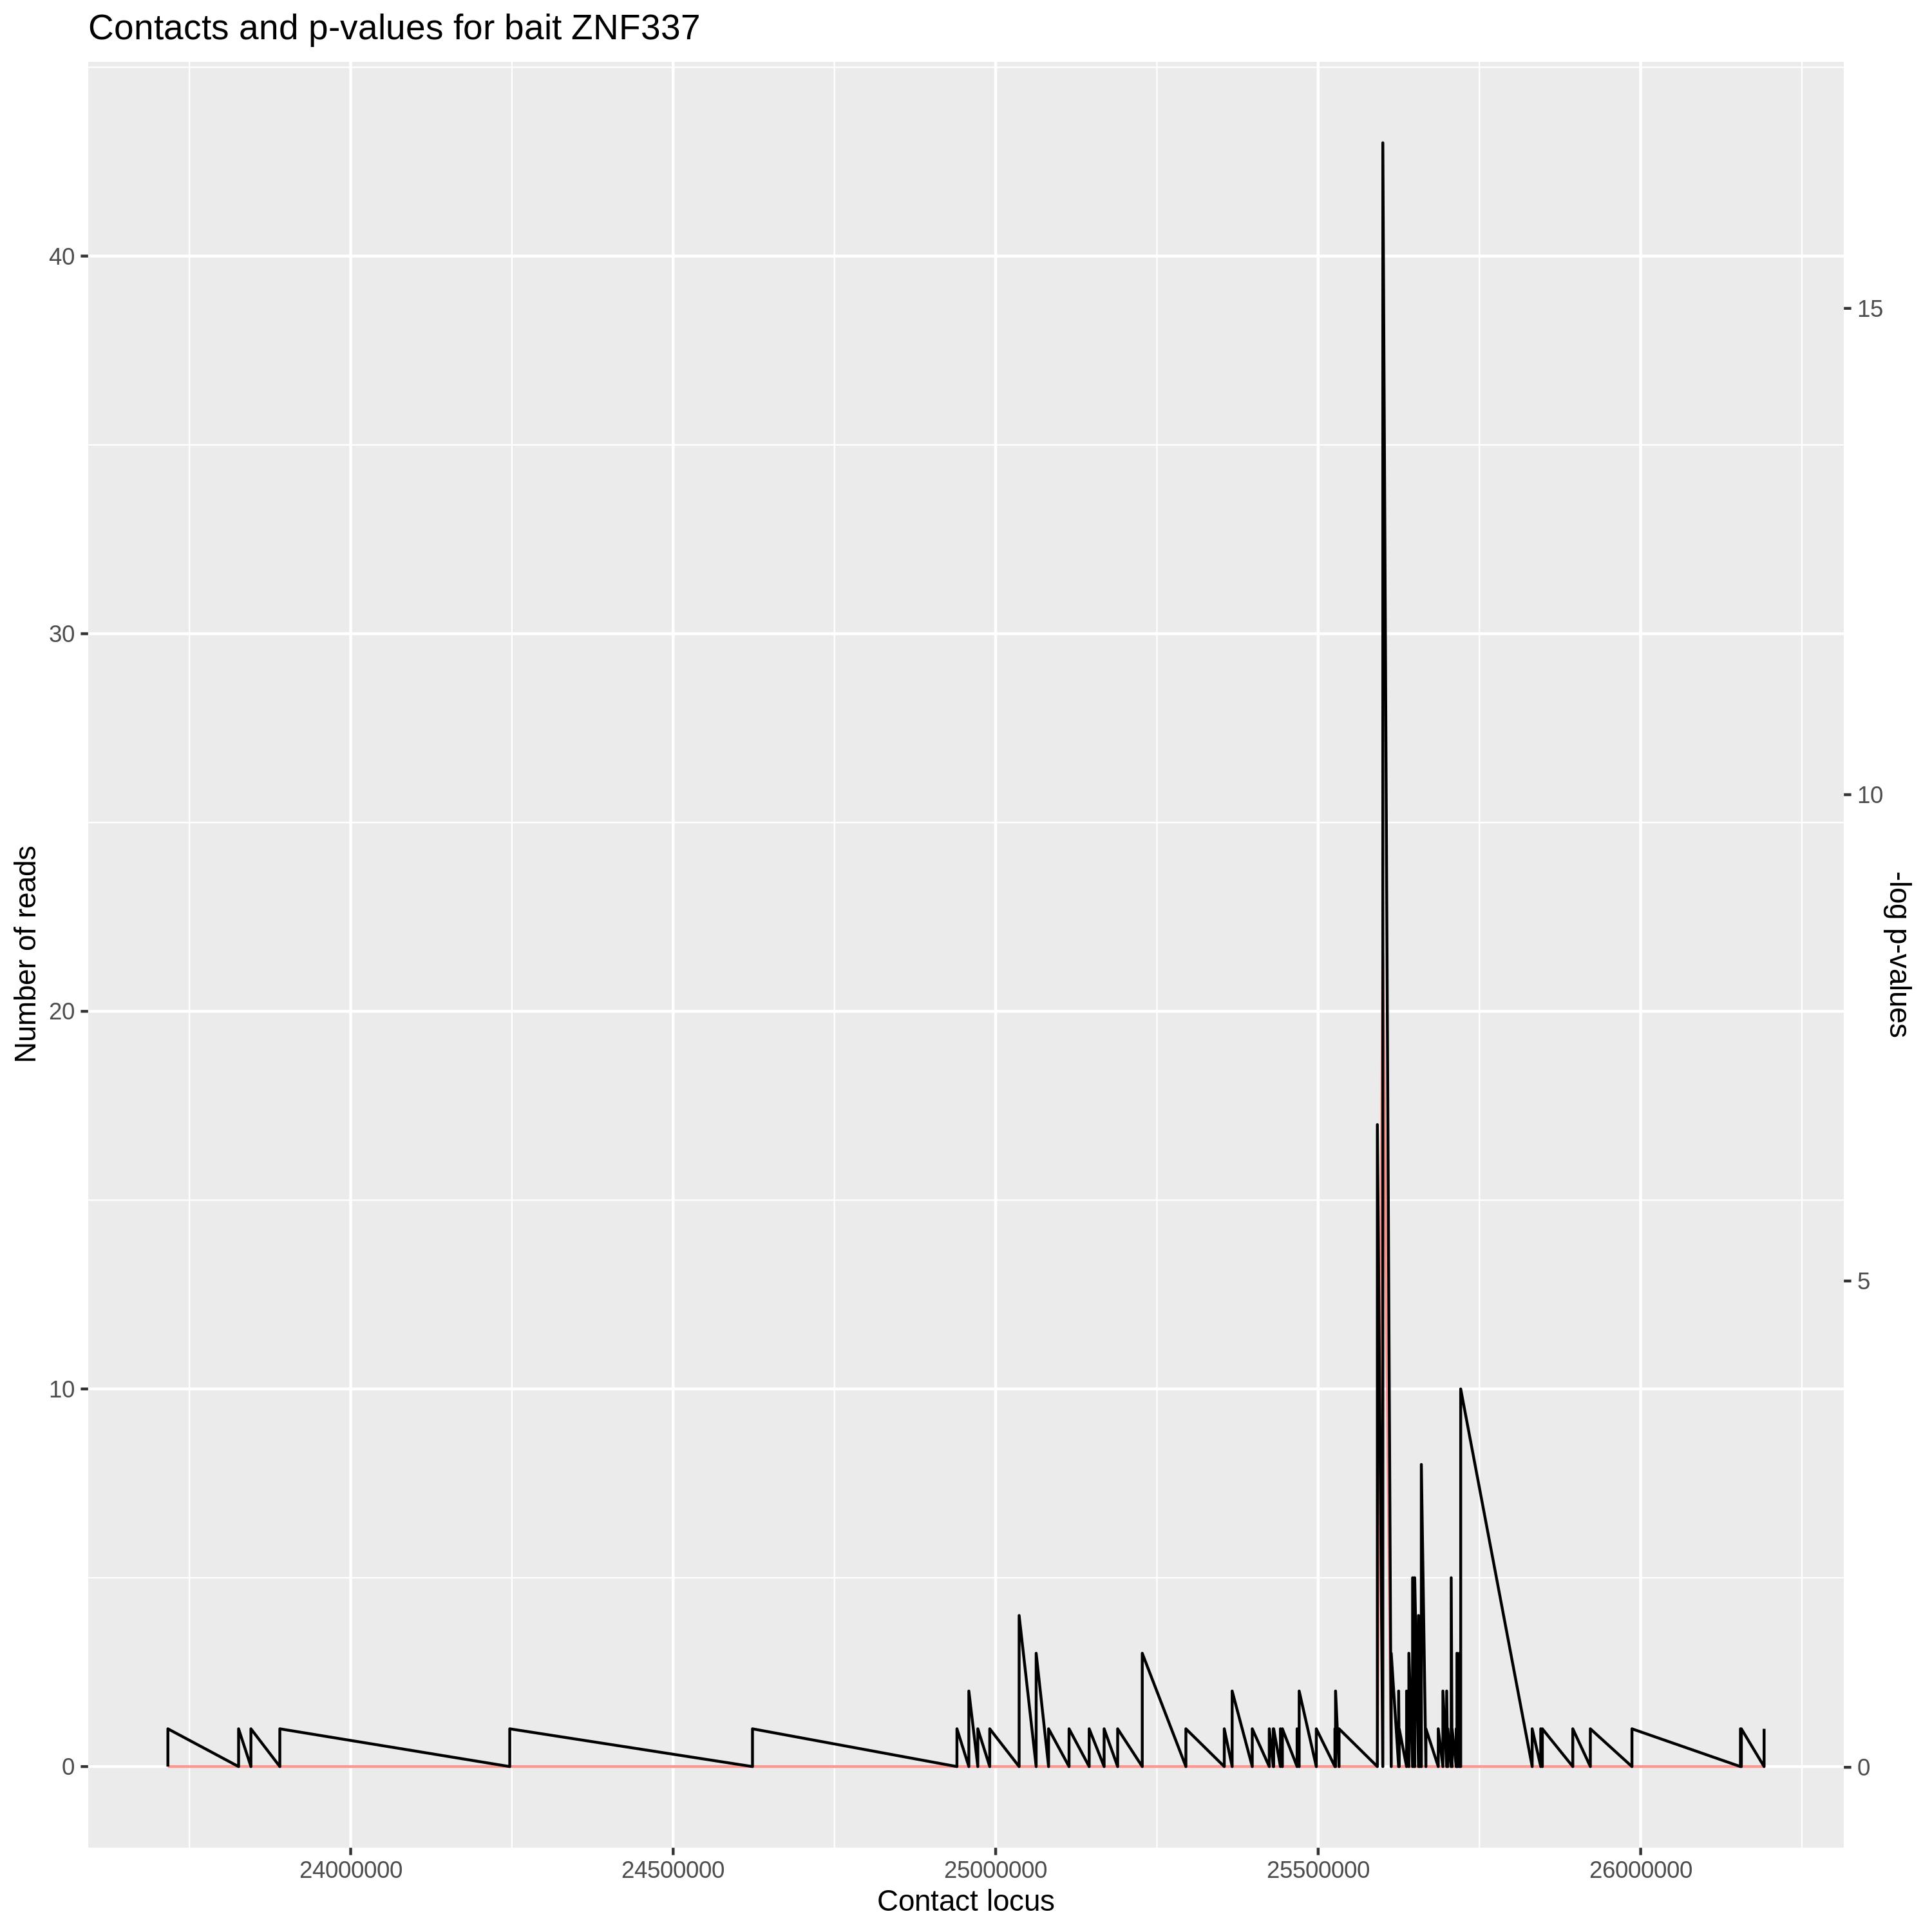 Contacts and p-values for bait ZNF337
40
30
20
10
0
Number of reads
15
10
5
0
-log p-values
24000000 24500000 25000000 25500000 26000000
Contact locus